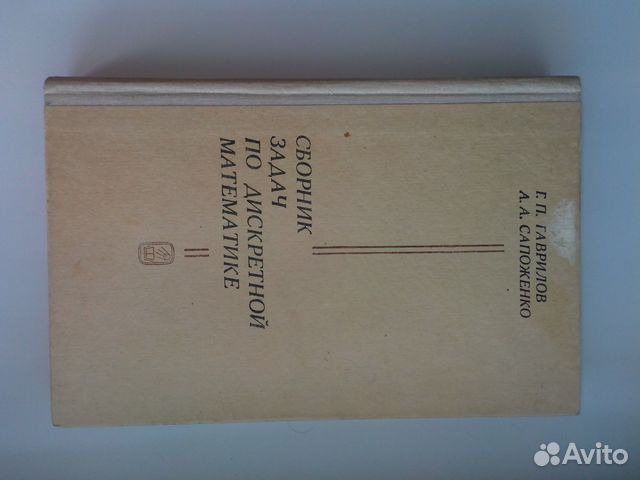 Г. П. ГАВРИЛОВ
А. А. САПОЖЕНКО
СБОРНИК
ЗАДАЧ
ПО ДИСКРЕТНОЙ
МАТЕМАТИКЕ
Avito